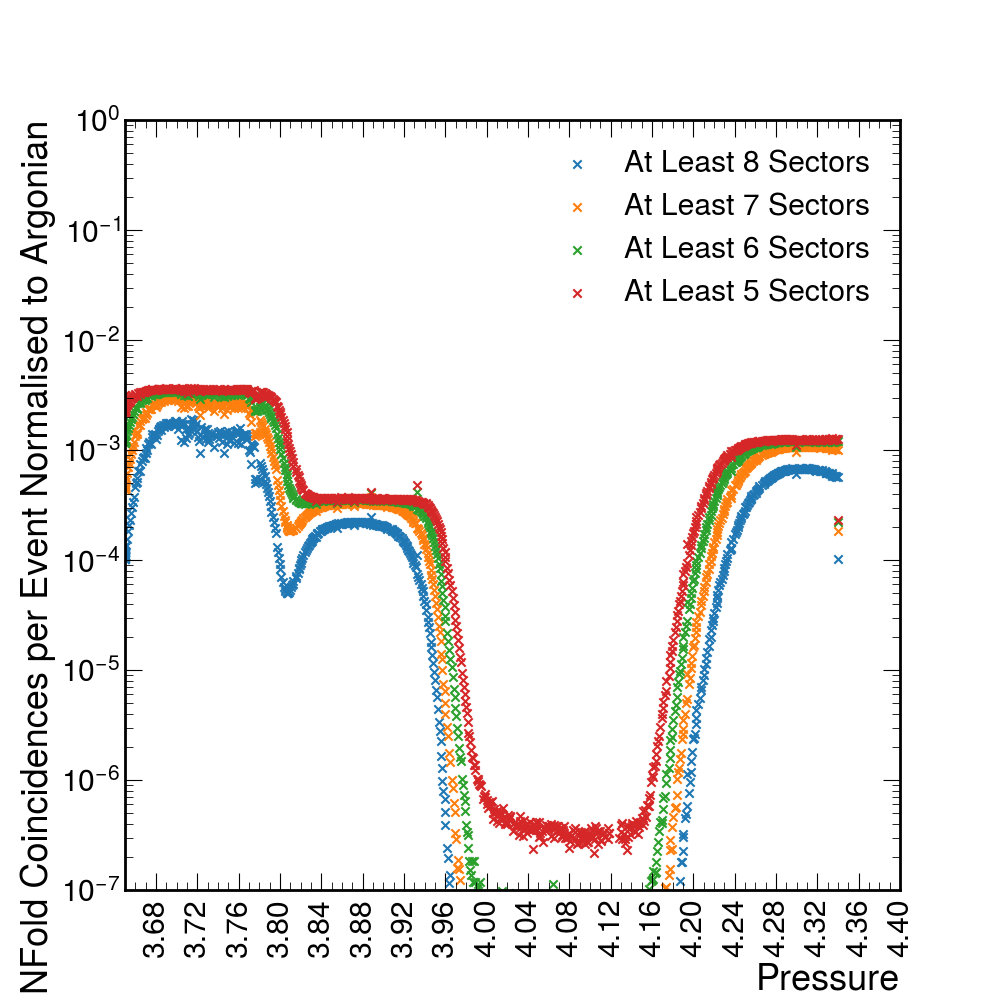 NFold Coincidences per Event Normalised to Argonian
10⁰
10⁻¹
10⁻²
10⁻³
10⁻⁴
10⁻⁵
10⁻⁶
10⁻⁷
At Least 8 Sectors
At Least 7 Sectors
At Least 6 Sectors
At Least 5 Sectors
3.68 3.72 3.76 3.80 3.84 3.88 3.92 3.96 4.00 4.04 4.08 4.12 4.16 4.20 4.24 4.28 4.32 4.36 4.40
Pressure